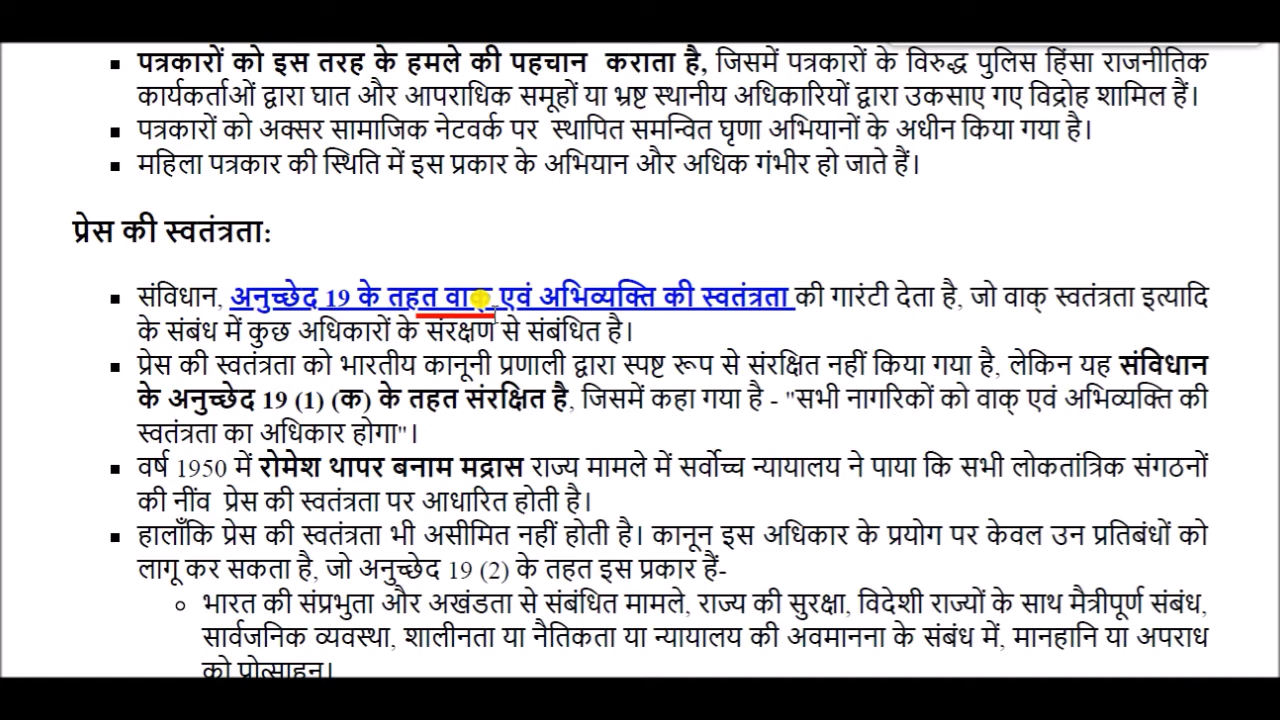 ▪ पत्रकारों को इस तरह के हमले की पहचान कराता है, जिसमें पत्रकारों के विरुद्ध पुलिस हिंसा राजनीतिक
कार्यकर्ताओं द्वारा घात और आपराधिक समूहों या भ्रष्ट स्थानीय अधिकारियों द्वारा उकसाए गए विद्रोह शामिल हैं।
▪ पत्रकारों को अक्सर सामाजिक नेटवर्क पर स्थापित समन्वित घृणा अभियानों के अधीन किया गया है।
▪ महिला पत्रकार की स्थिति में इस प्रकार के अभियान और अधिक गंभीर हो जाते हैं।
प्रेस की स्वतंत्रता:
▪ संविधान, अनुच्छेद 19 के तहत वाक् एवं अभिव्यक्ति की स्वतंत्रता की गारंटी देता है, जो वाक् स्वतंत्रता इत्यादि
के संबंध में कुछ अधिकारों के संरक्षण से संबंधित है।
▪ प्रेस की स्वतंत्रता को भारतीय कानूनी प्रणाली द्वारा स्पष्ट रूप से संरक्षित नहीं किया गया है, लेकिन यह संविधान
के अनुच्छेद 19 (1) (क) के तहत संरक्षित है, जिसमें कहा गया है - "सभी नागरिकों को वाक् एवं अभिव्यक्ति की
स्वतंत्रता का अधिकार होगा"।
▪ वर्ष 1950 में रोमेश थापर बनाम मद्रास राज्य मामले में सर्वोच्च न्यायालय ने पाया कि सभी लोकतांत्रिक संगठनों
की नींव प्रेस की स्वतंत्रता पर आधारित होती है।
▪ हालाँकि प्रेस की स्वतंत्रता भी असीमित नहीं होती है। कानून इस अधिकार के प्रयोग पर केवल उन प्रतिबंधों को
लागू कर सकता है, जो अनुच्छेद 19 (2) के तहत इस प्रकार हैं-
○ भारत की संप्रभुता और अखंडता से संबंधित मामले, राज्य की सुरक्षा, विदेशी राज्यों के साथ मैत्रीपूर्ण संबंध,
सार्वजनिक व्यवस्था, शालीनता या नैतिकता या न्यायालय की अवमानना के संबंध में, मानहानि या अपराध
को प्रोत्साहन।